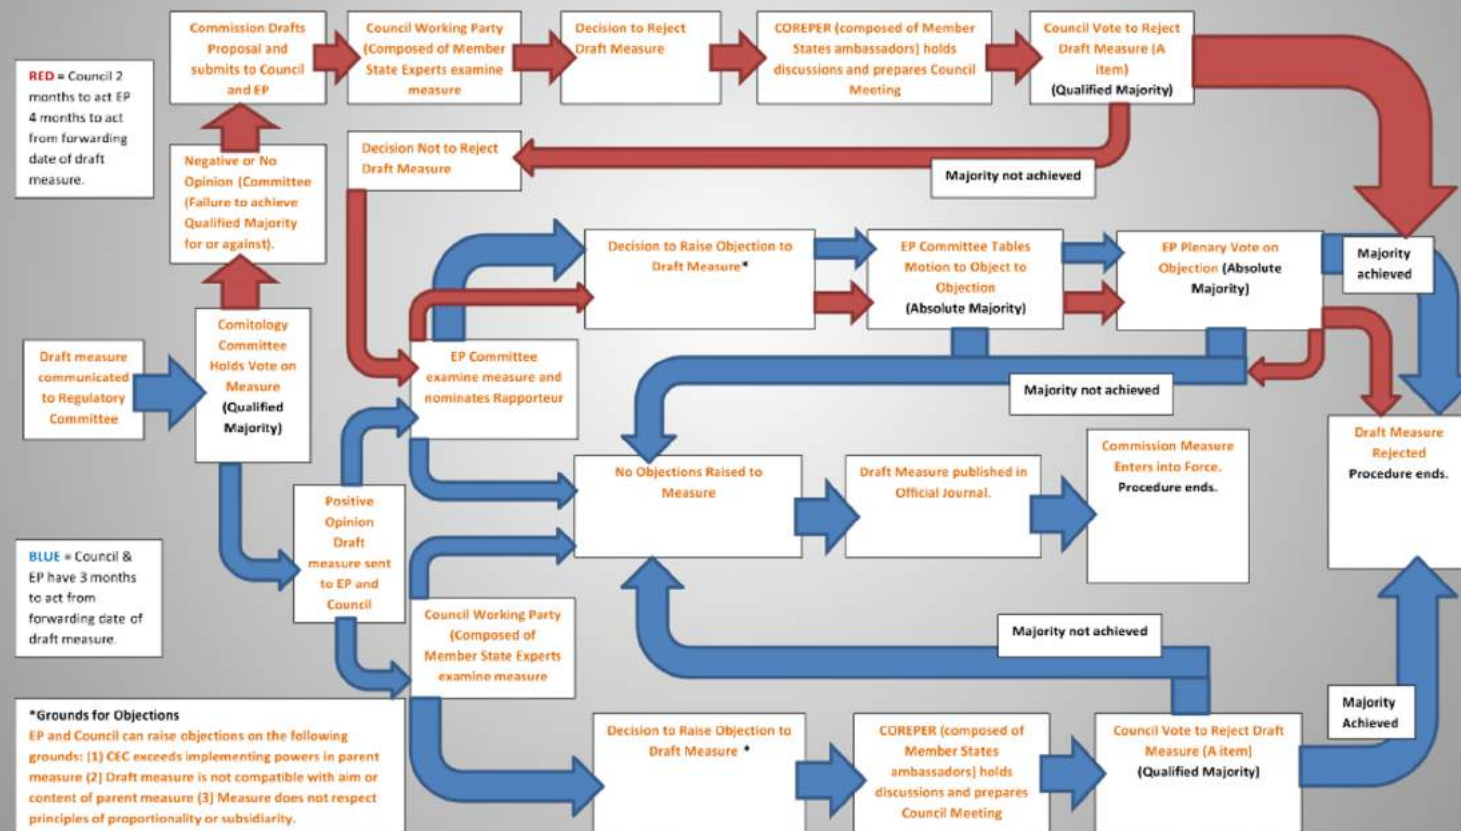 Commission Drafts
Proposal and
submits to Council
and EP
Council Working Party
(Composed of Member
State Experts examine
measure
Decision to Reject
Draft Measure
COREPER (composed of Member
States ambassadors] holds
discussions and prepares Council
Meeting
Council Vote to Reject
Draft Measure (A
item)
(Qualified Majority)
RED = Council 2
months to act EP
4 months to act
from forwarding
date of draft
measure.
Negative or No
Opinion (Committee
(Failure to achieve
Qualified Majority
for or against).
Decision Not to Reject
Draft Measure
Majority not achieved
Decision to Raise Objection to
Draft Measure*
EP Committee Tables
Motion to Object to
Objection
(Absolute Majority)
EP Plenary Vote on
Objection (Absolute
Majority)
Majority
achieved
Draft measure
communicated
to Regulatory
Committee
Comitology
Committee
Holds Vote on
Measure
(Qualified
Majority)
EP Committee
examine measure and
nominates Rapporteur
Majority not achieved
Draft Measure
Rejected
Procedure ends.
No Objections Raised to
Measure
Draft Measure published in
Official Journal.
Commission Measure
Enters into Force.
Procedure ends.
Positive
Opinion
Draft
measure sent
to EP and
Council
BLUE = Council &
EP have 3 months
to act from
forwarding date of
draft measure.
Council Working Party
(Composed of
Member State Experts
examine measure
Majority not achieved
Majority
Achieved
*Grounds for Objections
EP and Council can raise objections on the following
grounds: (1) CEC exceeds implementing powers in parent
measure (2) Draft measure is not compatible with aim or
content of parent measure (3) Measure does not respect
principles of proportionality or subsidiarity.
Decision to Raise Objection to
Draft Measure *
COREPER (composed of
Member States
ambassadors] holds
discussions and prepares
Council Meeting
Council Vote to Reject Draft
Measure (A item)
(Qualified Majority)